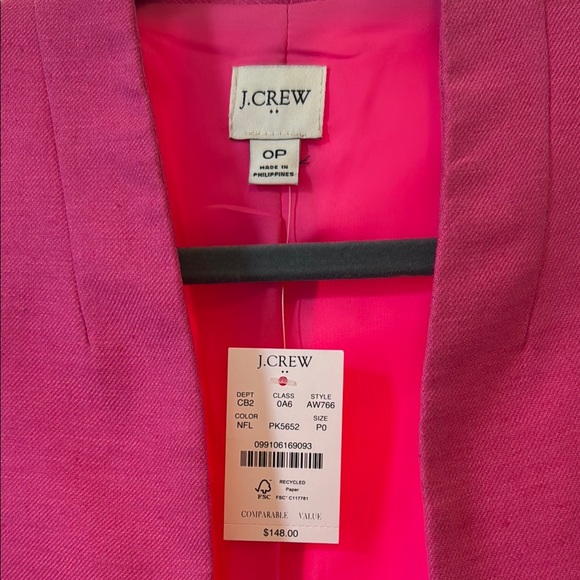 J.CREW
OP
MADE IN
PHILIPPINES
J.CREW
DEPT CLASS STYLE
CB2 0A6 AW766
COLOR SIZE
NFL PK5652 P0
099106169093
RECYCLED
Paper
FSC FSC® C117781
COMPARABLE VALUE
$148.00